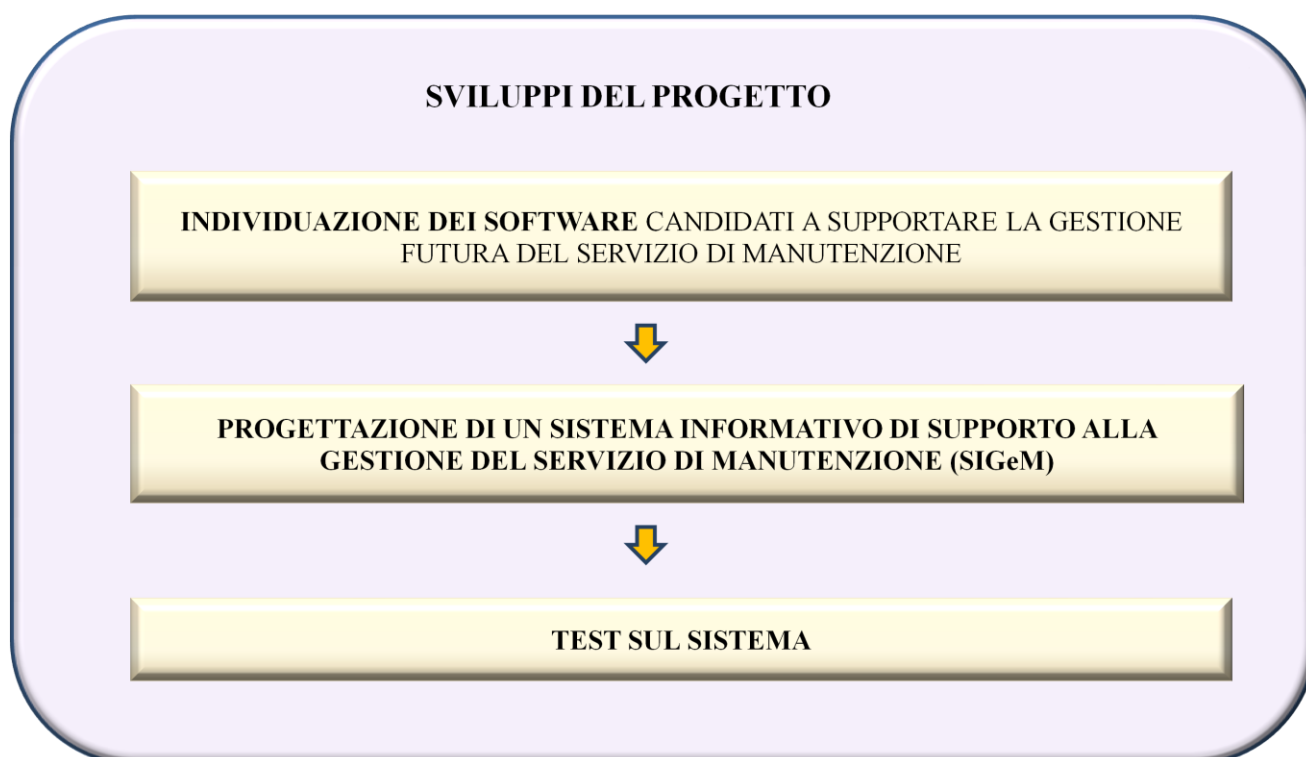 SVILUPPI DEL PROGETTO
INDIVIDUAZIONE DEI SOFTWARE CANDIDATI A SUPPORTARE LA GESTIONE
FUTURA DEL SERVIZIO DI MANUTENZIONE
PROGETTAZIONE DI UN SISTEMA INFORMATIVO DI SUPPORTO ALLA
GESTIONE DEL SERVIZIO DI MANUTENZIONE (SIGeM)
TEST SUL SISTEMA